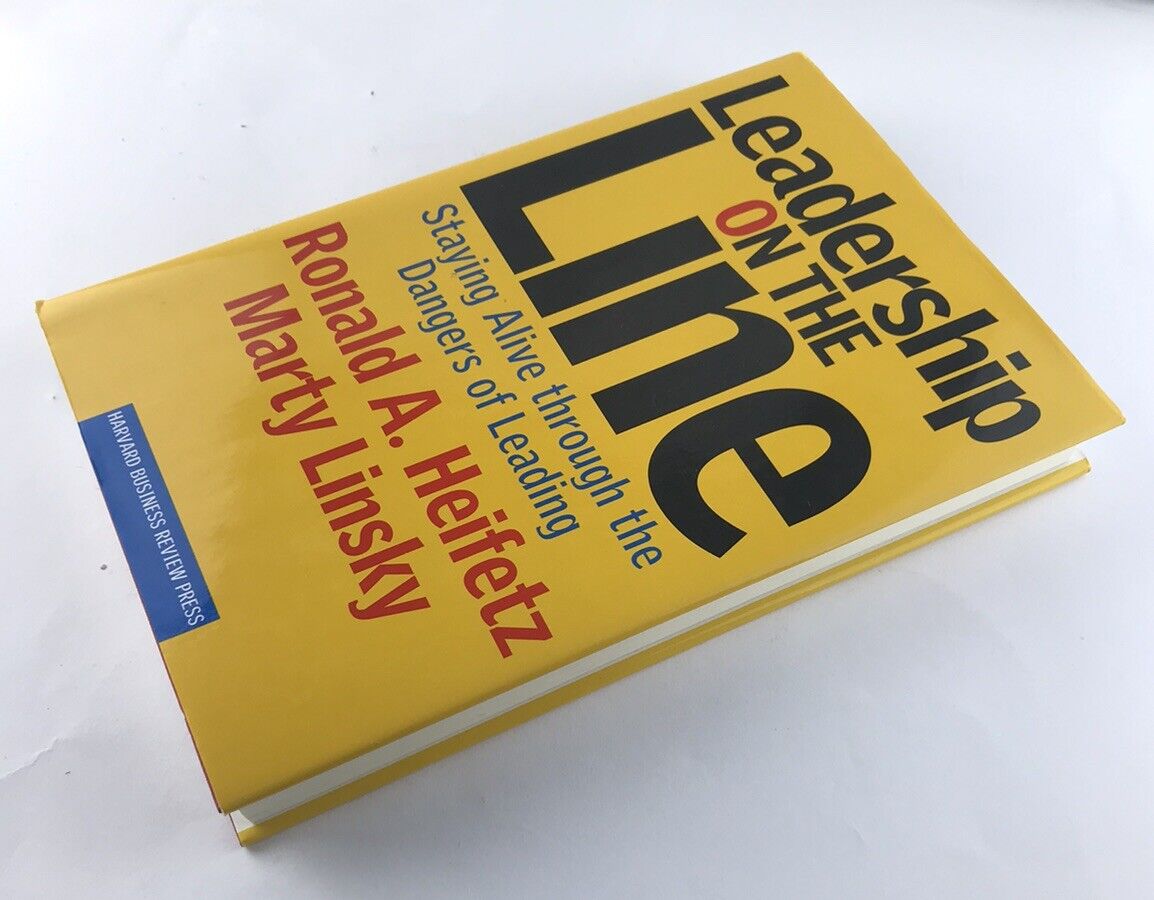 Leadership
ON THE
Line
Staying Alive through the
Dangers of Leading
Ronald A. Heifetz
Marty Linsky
HARVARD BUSINESS REVIEW PRESS